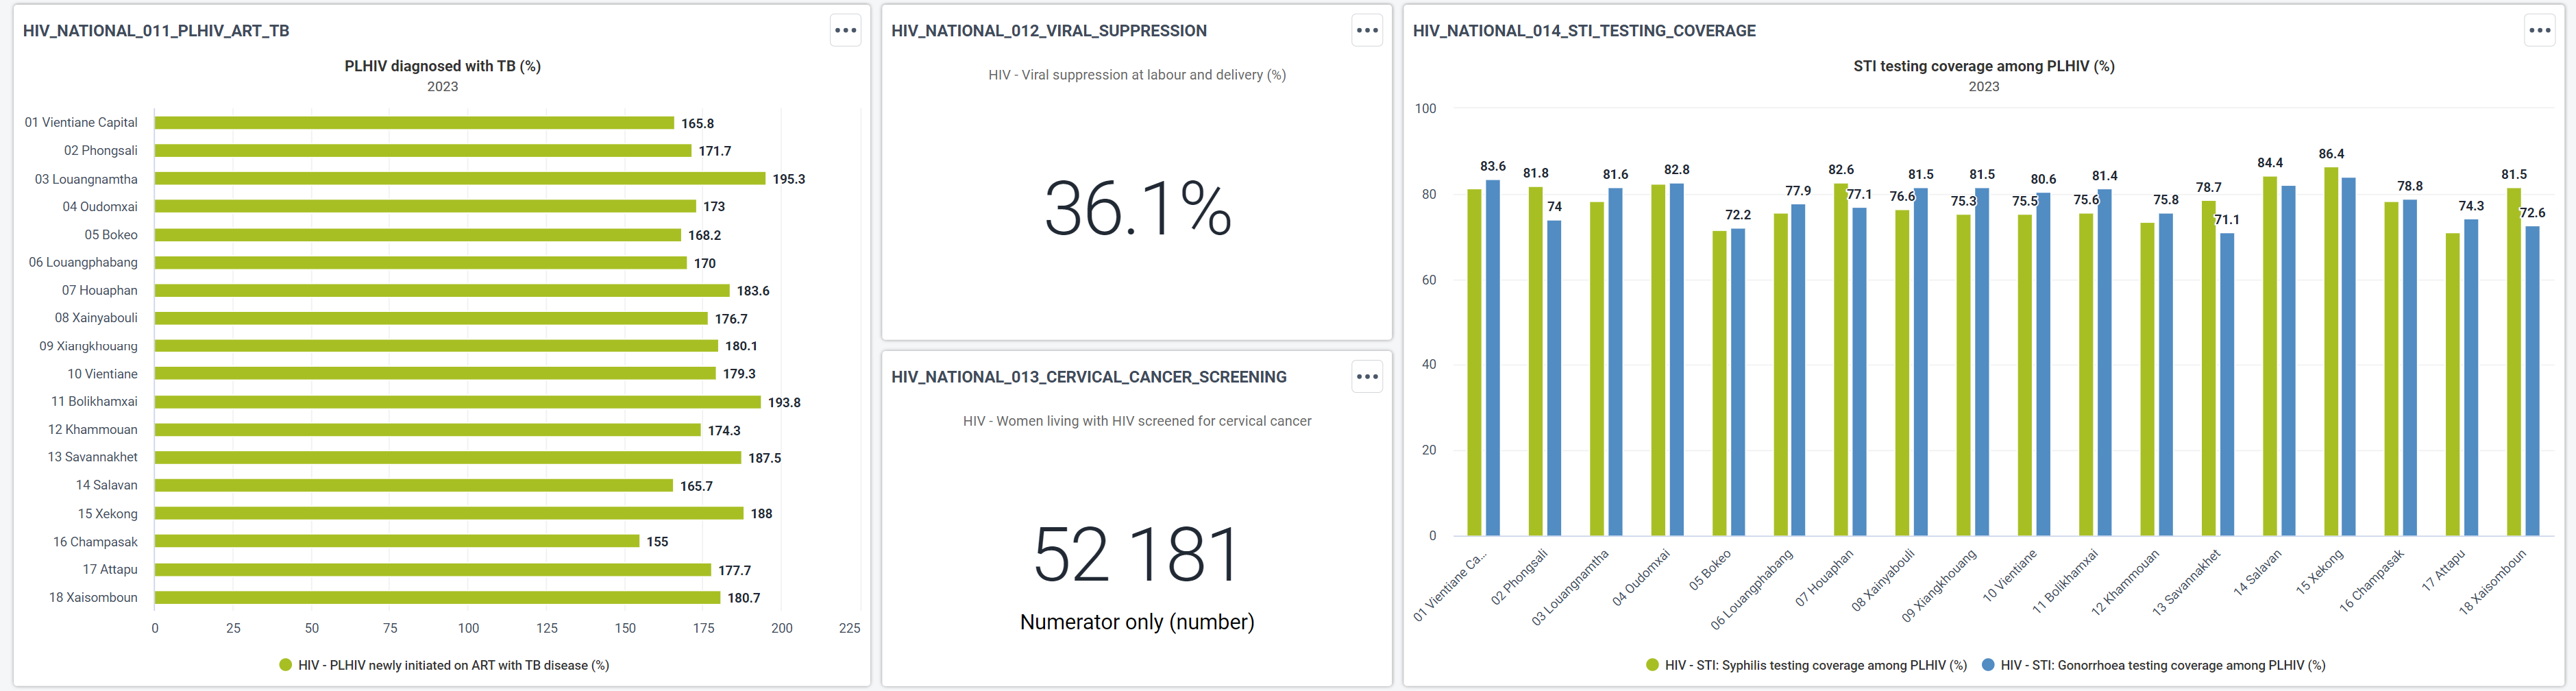 HIV_NATIONAL_011_PLHIV_ART_TB
PLHIV diagnosed with TB (%)
2023
01 Vientiane Capital 165.8
02 Phongsali 171.7
03 Louangnamtha 195.3
04 Oudomxai 173
05 Bokeo 168.2
06 Louangphabang 170
07 Houaphan 183.6
08 Xainyabouli 176.7
09 Xiangkhouang 180.1
10 Vientiane 179.3
11 Bolikhamxai 193.8
12 Khammouan 174.3
13 Savannakhet 187.5
14 Salavan 165.7
15 Xekong 188
16 Champasak 155
17 Attapu 177.7
18 Xaisomboun 180.7
0 25 50 75 100 125 150 175 200 225
HIV - PLHIV newly initiated on ART with TB disease (%)
HIV_NATIONAL_012_VIRAL_SUPPRESSION
HIV - Viral suppression at labour and delivery (%)
36.1%
HIV_NATIONAL_013_CERVICAL_CANCER_SCREENING
HIV - Women living with HIV screened for cervical cancer
52 181
Numerator only (number)
HIV_NATIONAL_014_STI_TESTING_COVERAGE
STI testing coverage among PLHIV (%)
2023
100
80
60
40
20
0
83.6
81.8
74
81.6
82.8
72.2
77.9
82.6
77.1
76.6
81.5
75.3
81.5
75.5
80.6
75.6
81.4
75.8
78.7
71.1
84.4
86.4
78.8
74.3
81.5
72.6
01 Vientiane Ca...
02 Phongsali
03 Louangnamtha
04 Oudomxai
05 Bokeo
06 Louangphabang
07 Houaphan
08 Xainyabouli
09 Xiangkhouang
10 Vientiane
11 Bolikhamxai
12 Khammouan
13 Savannakhet
14 Salavan
15 Xekong
16 Champasak
17 Attapu
18 Xaisomboun
HIV - STI: Syphilis testing coverage among PLHIV (%) HIV - STI: Gonorrhoea testing coverage among PLHIV (%)